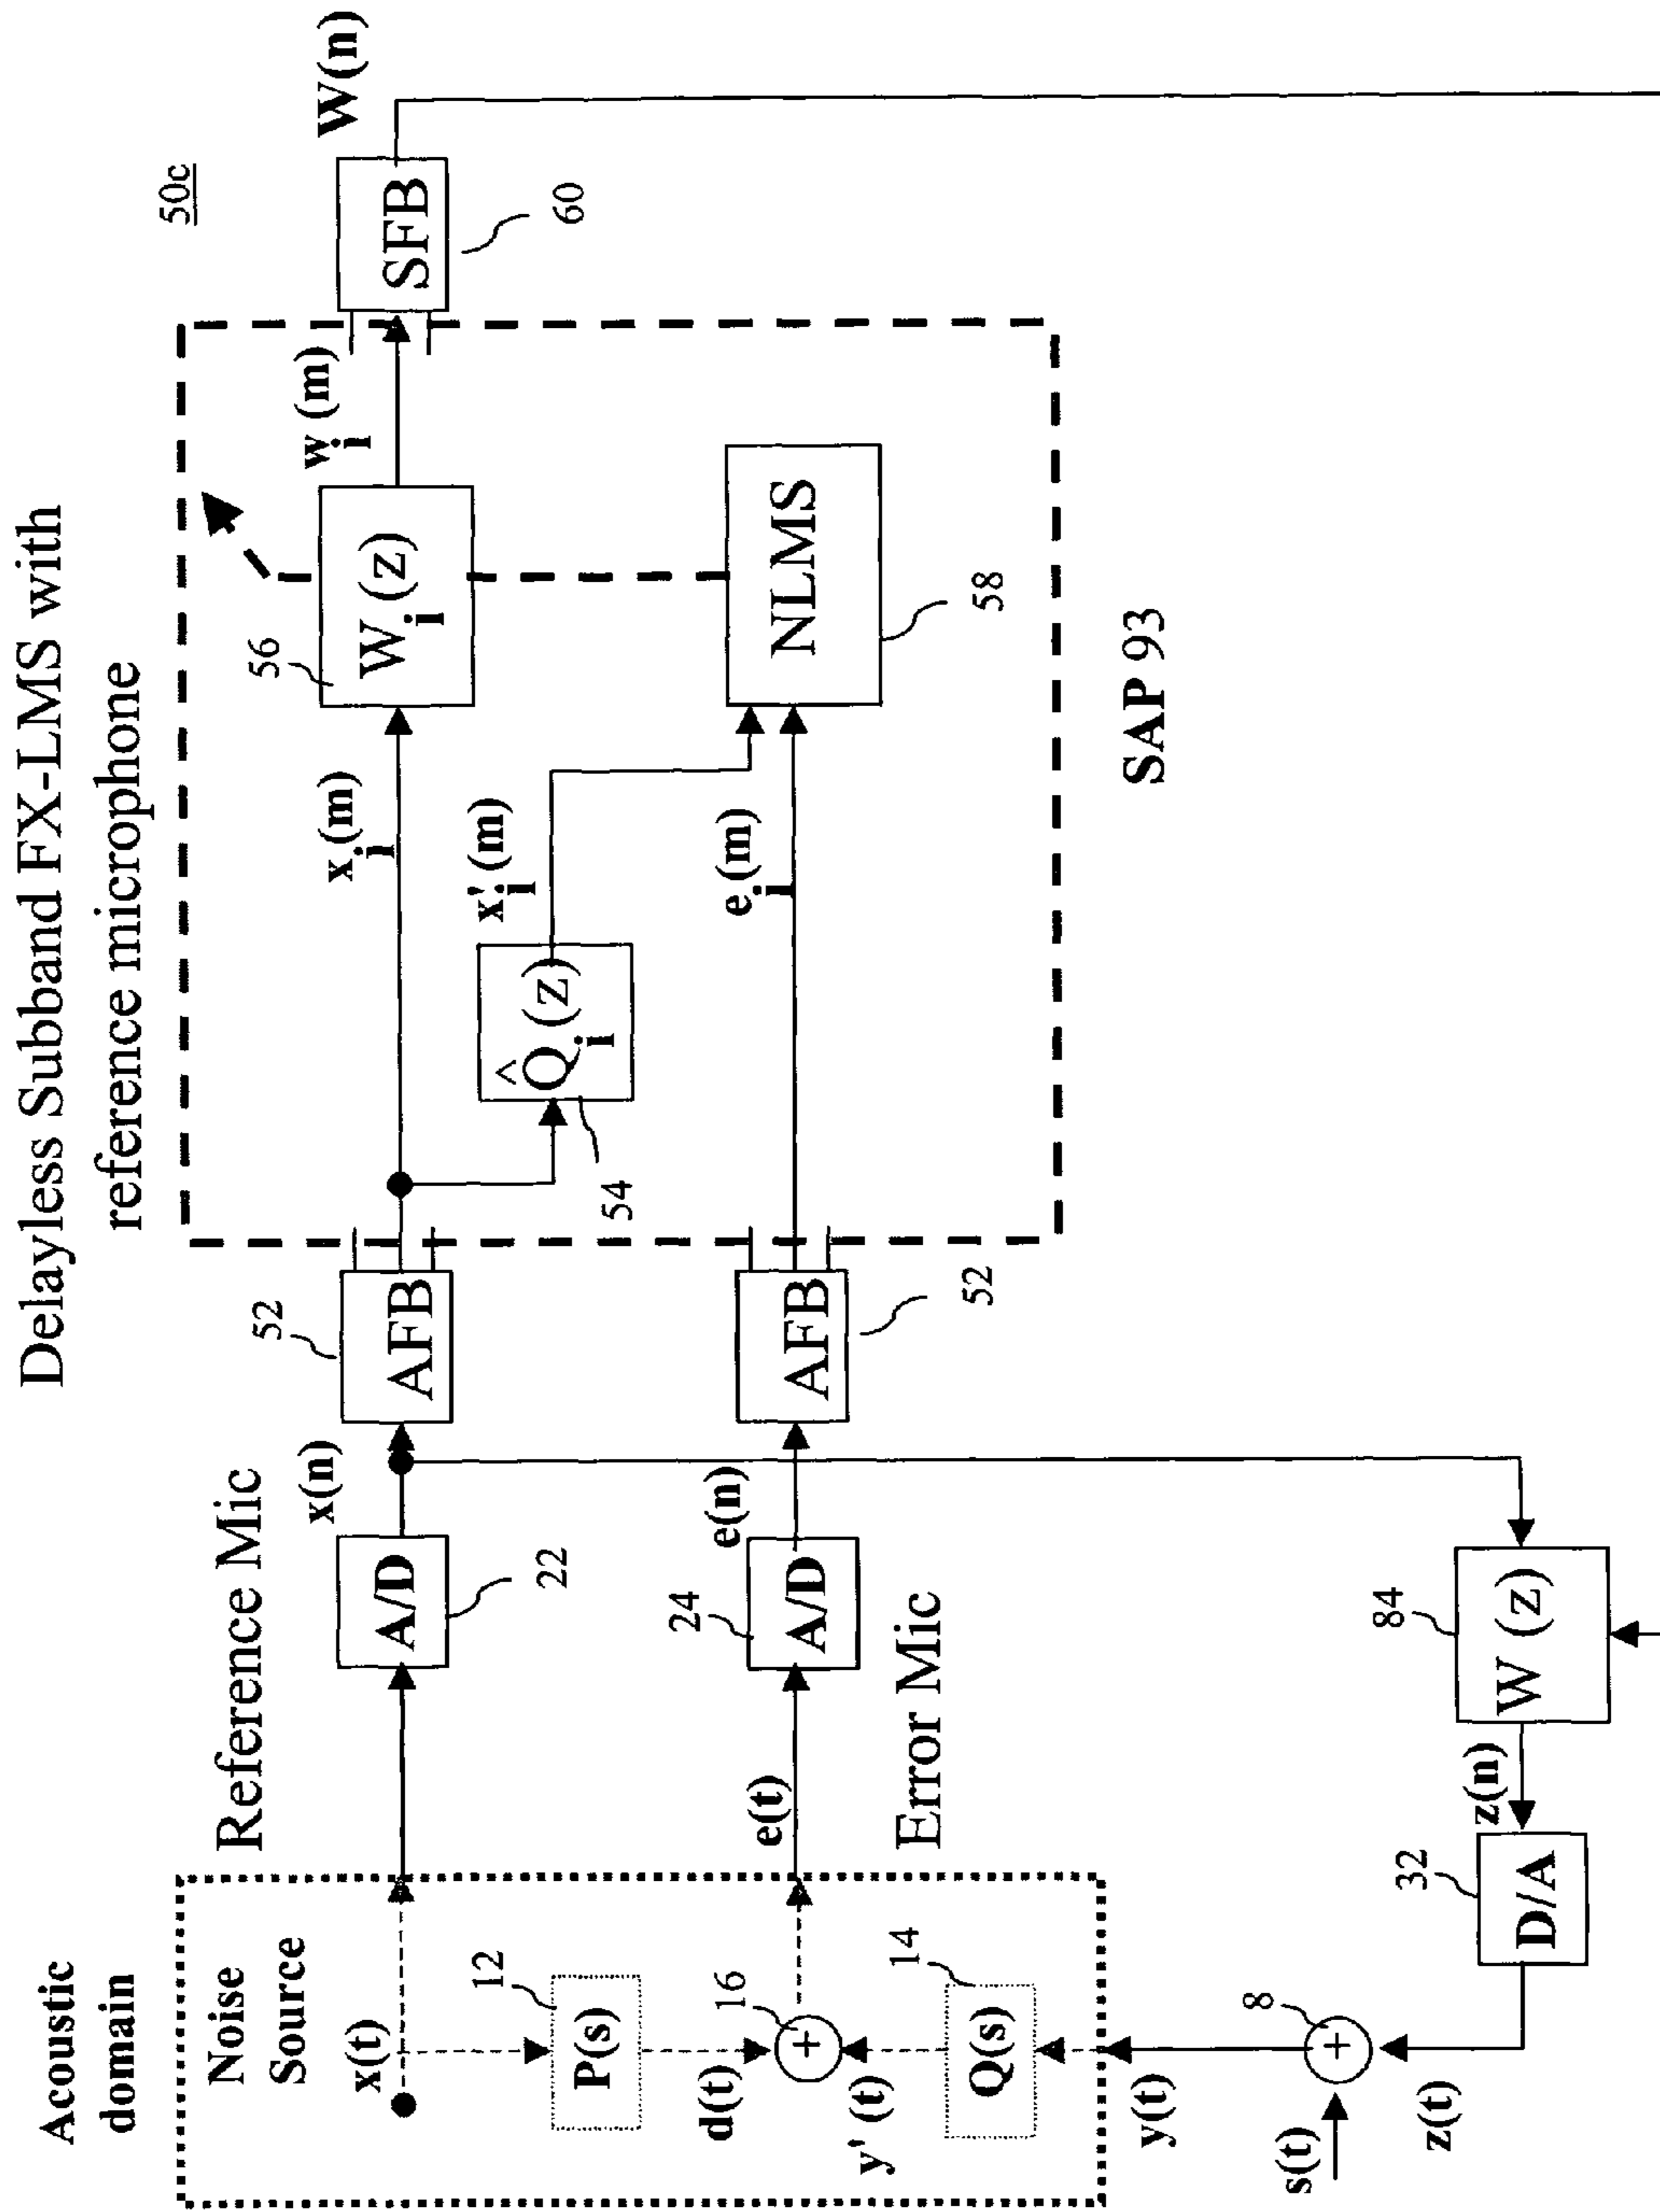 Delayless Subband FX-LMS with
reference microphone
50c
Acoustic
domain
Noise
Source
x(t)
12
P(s)
d(t)
16
+
y'(t)
14
Q(s)
y(t)
8
+
s(t)
z(t)
Reference Mic
A/D
22
x(n)
e(t)
24
A/D
e(n)
Error Mic
52
AFB
AFB
52
x_i(m)
Q̂_i(z)
54
x'_i(m)
e_i(m)
56
W_i(z)
NLMS
58
w_i(m)
SFB
60
W(n)
SAP 93
84
W (z)
z(n)
32
D/A